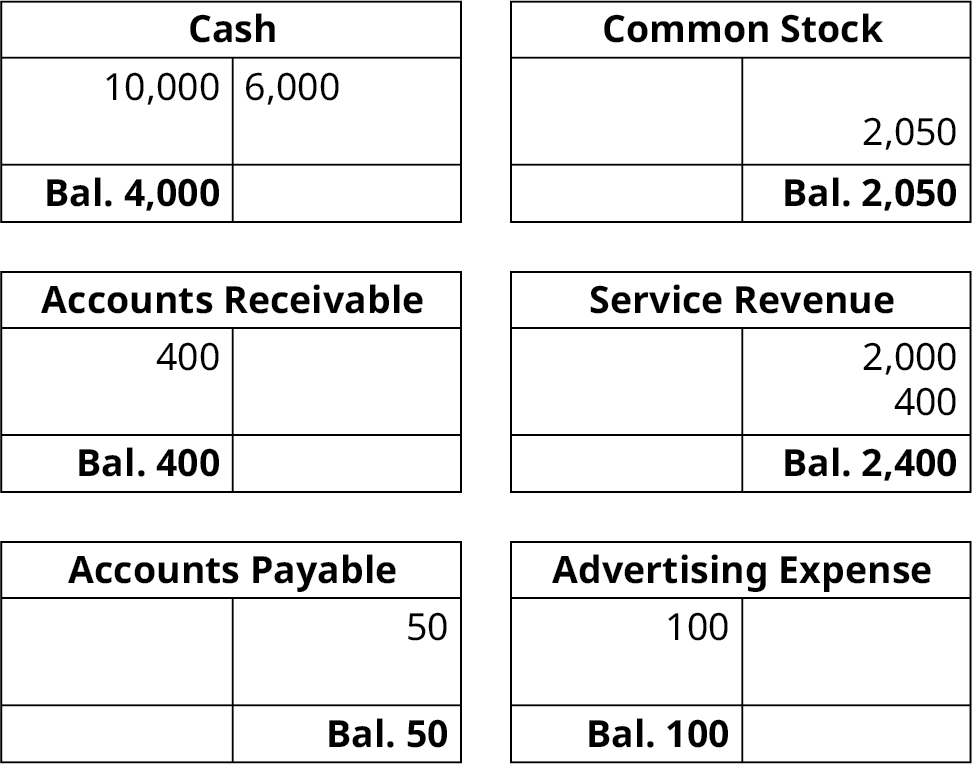 Cash
10,000 6,000
Bal. 4,000
Common Stock
2,050
Bal. 2,050
Accounts Receivable
400
Bal. 400
Service Revenue
2,000
400
Bal. 2,400
Accounts Payable
50
Bal. 50
Advertising Expense
100
Bal. 100